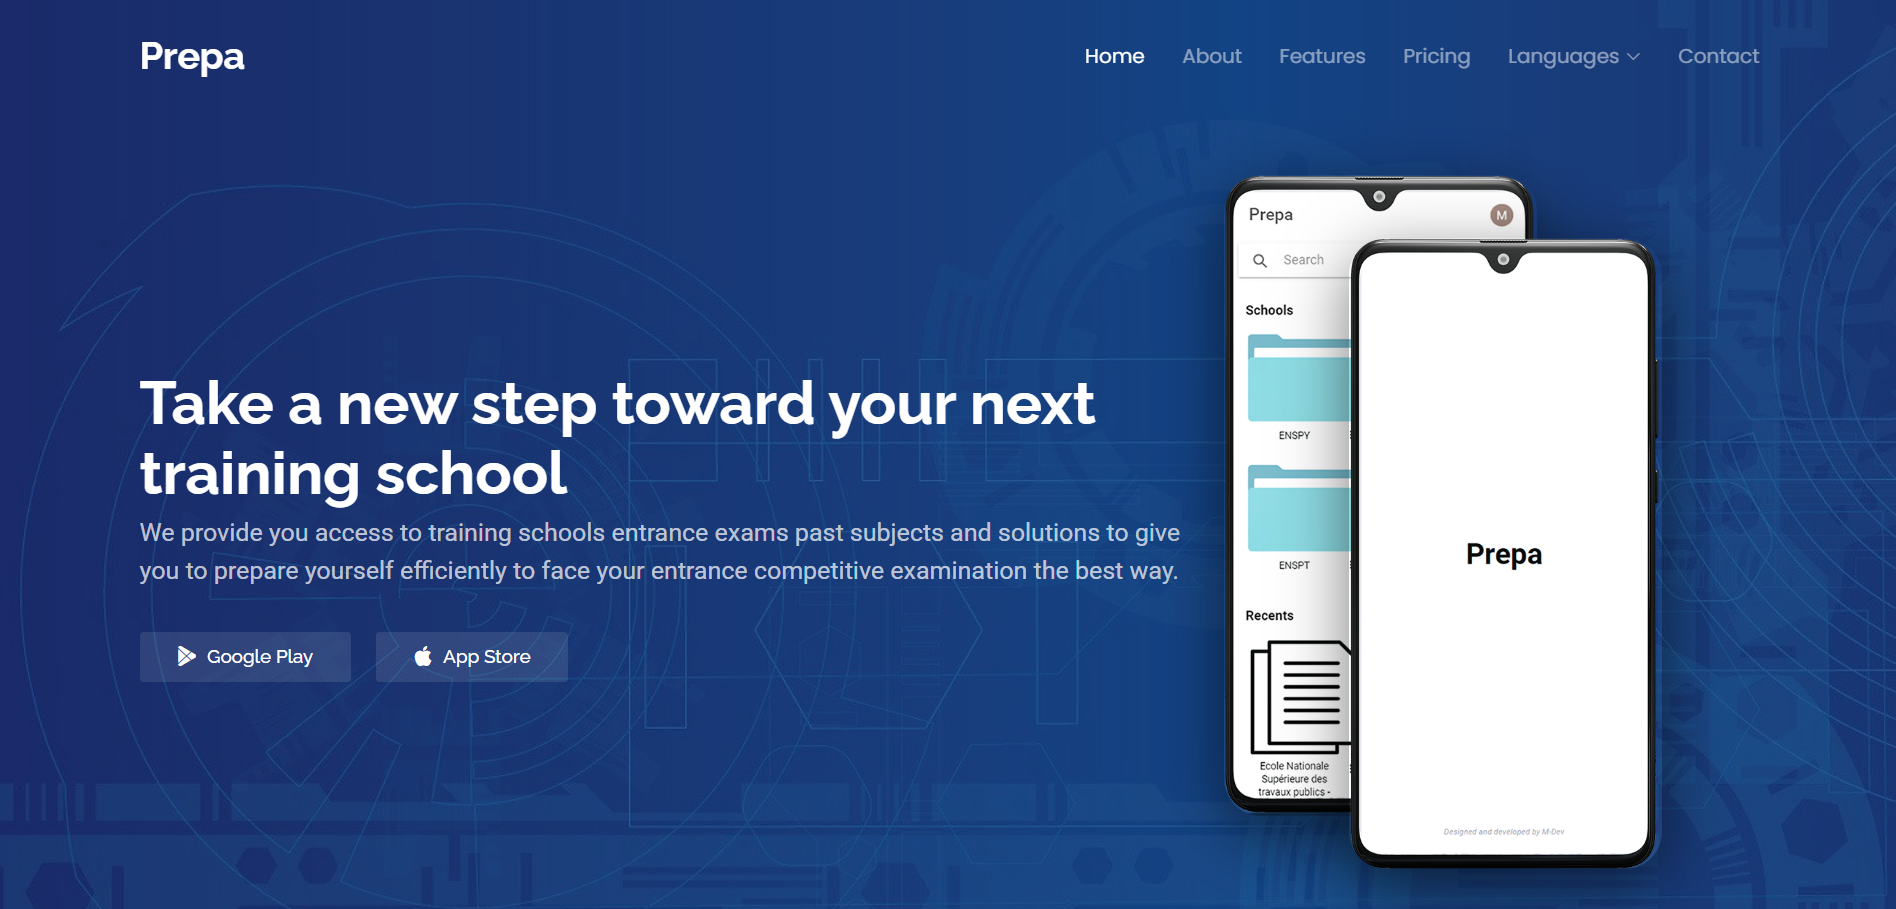 Prepa
Home About Features Pricing Languages Contact
Take a new step toward your next
training school
We provide you access to training schools entrance exams past subjects and solutions to give
you to prepare yourself efficiently to face your entrance competitive examination the best way.
Google Play App Store
Prepa M
Search
Schools
ENSPY
ENSPT
Recents
Ecole Nationale
Supérieure des
travaux publics -
Prepa
Designed and developed by M-Dev